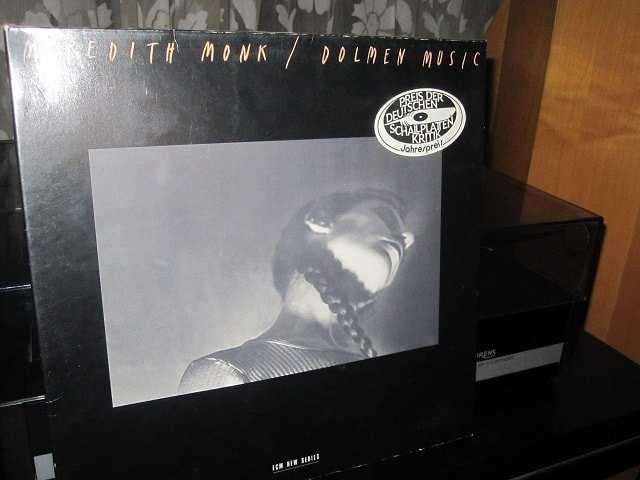 MEREDITH MONK / DOLMEN MUSIC
PREIS DER
DEUTSCHEN
SCHALLPLATTEN
KRITIK
Jahrespreis
ECM NEW SERIES